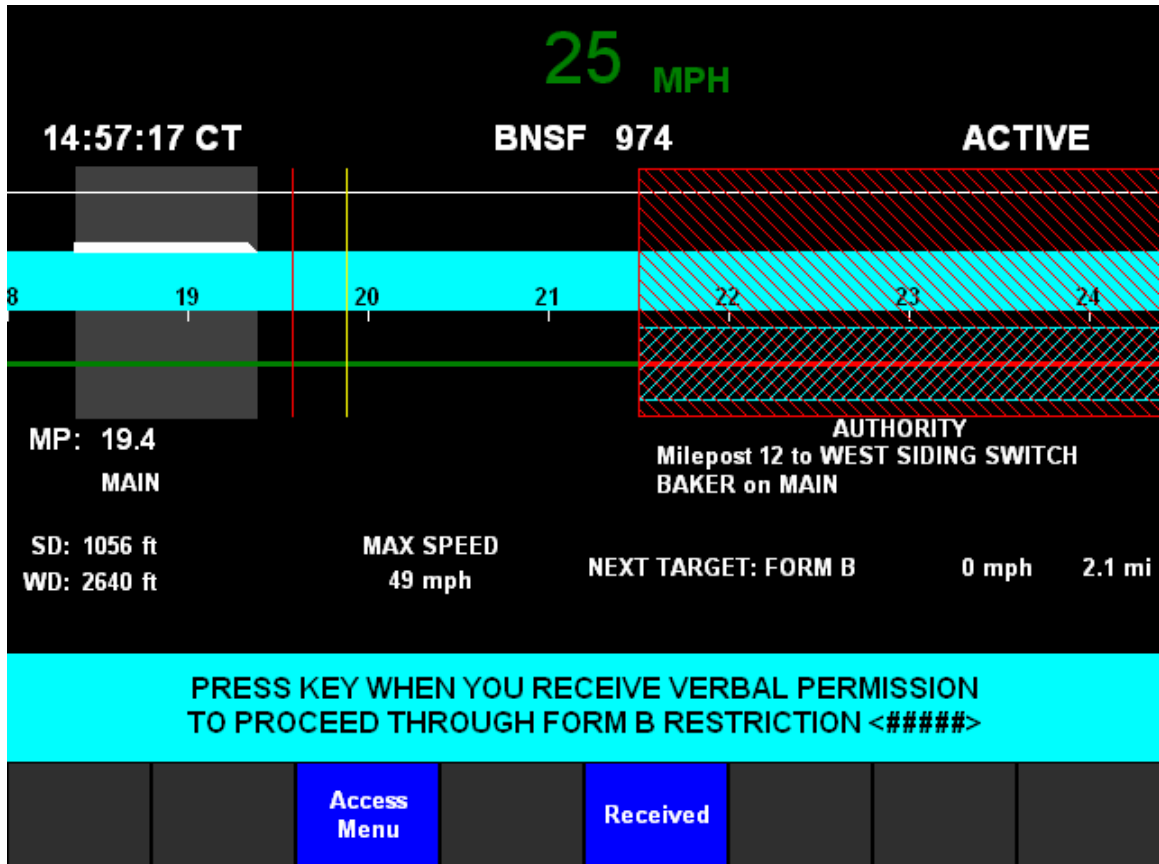 25 MPH
14:57:17 CT BNSF 974 ACTIVE
8 19 20 21 22 23 24
MP: 19.4
MAIN
AUTHORITY
Milepost 12 to WEST SIDING SWITCH
BAKER on MAIN
SD: 1056 ft
WD: 2640 ft
MAX SPEED
49 mph
NEXT TARGET: FORM B 0 mph 2.1 mi
PRESS KEY WHEN YOU RECEIVE VERBAL PERMISSION
TO PROCEED THROUGH FORM B RESTRICTION <#####>
Access
Menu
Received